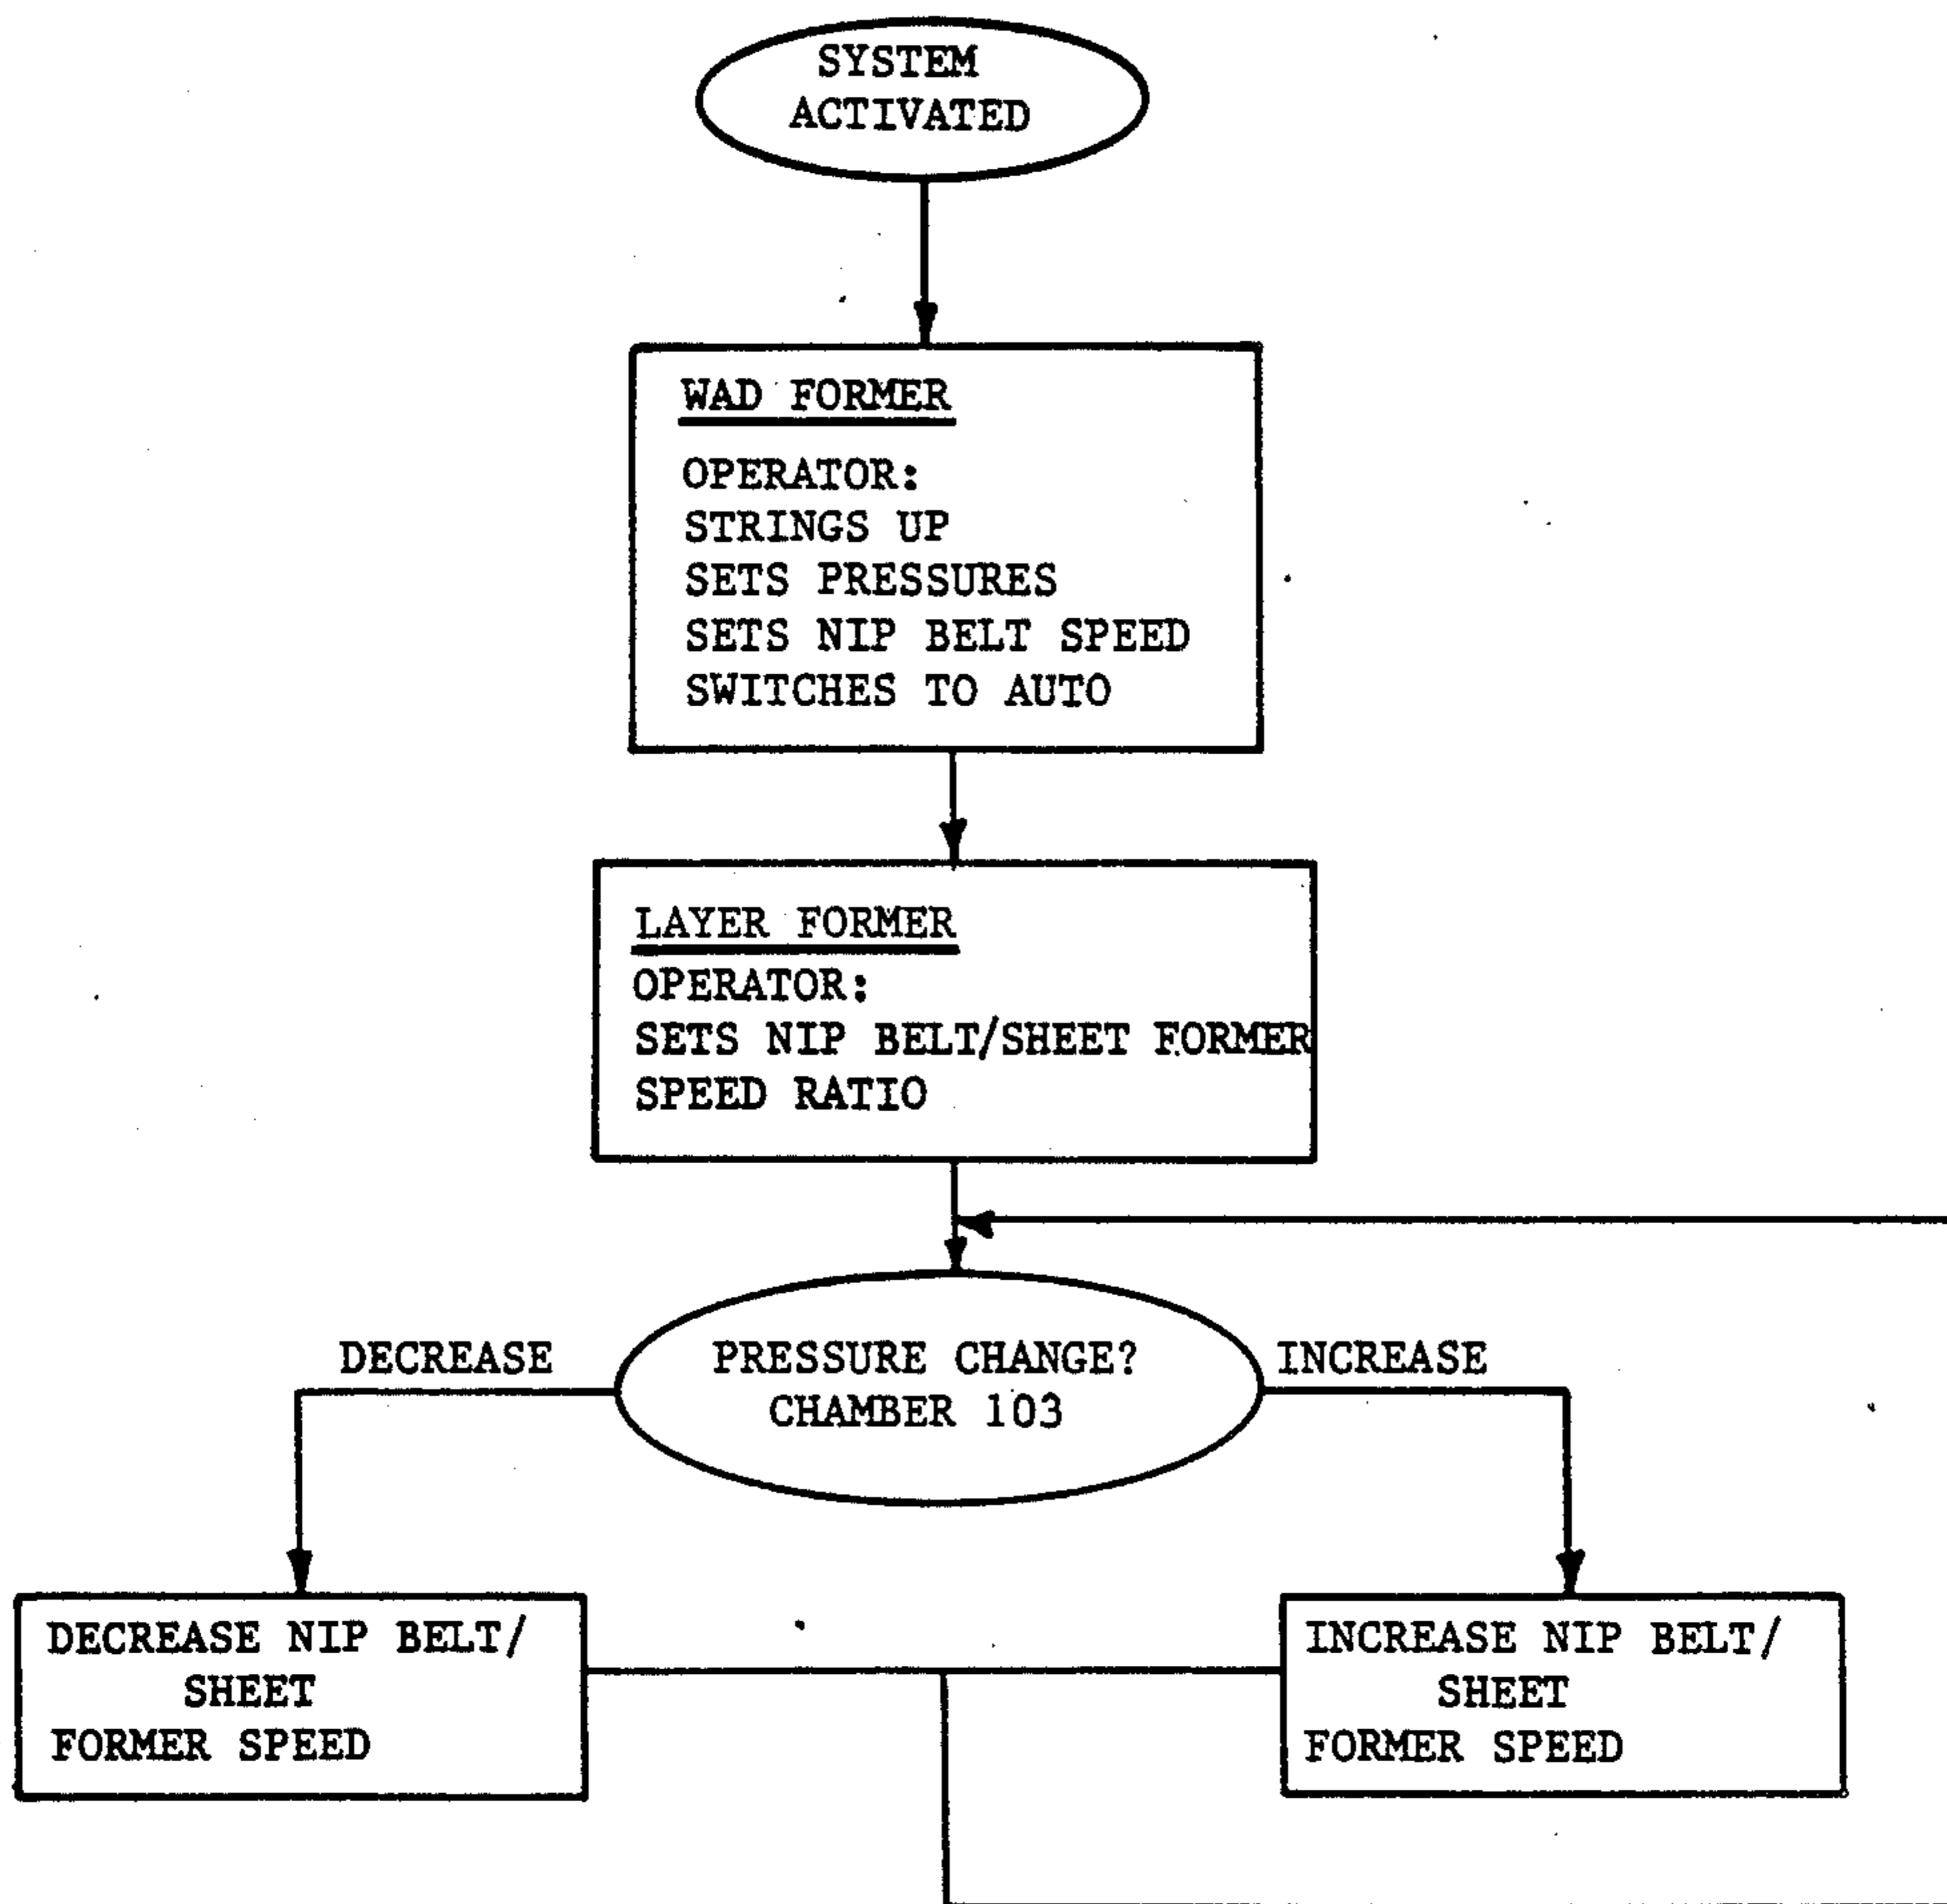 SYSTEM
ACTIVATED
WAD FORMER
OPERATOR:
STRINGS UP
SETS PRESSURES
SETS NIP BELT SPEED
SWITCHES TO AUTO
LAYER FORMER
OPERATOR:
SETS NIP BELT/SHEET FORMER
SPEED RATIO
DECREASE
PRESSURE CHANGE?
CHAMBER 103
INCREASE
DECREASE NIP BELT/
SHEET
FORMER SPEED
INCREASE NIP BELT/
SHEET
FORMER SPEED